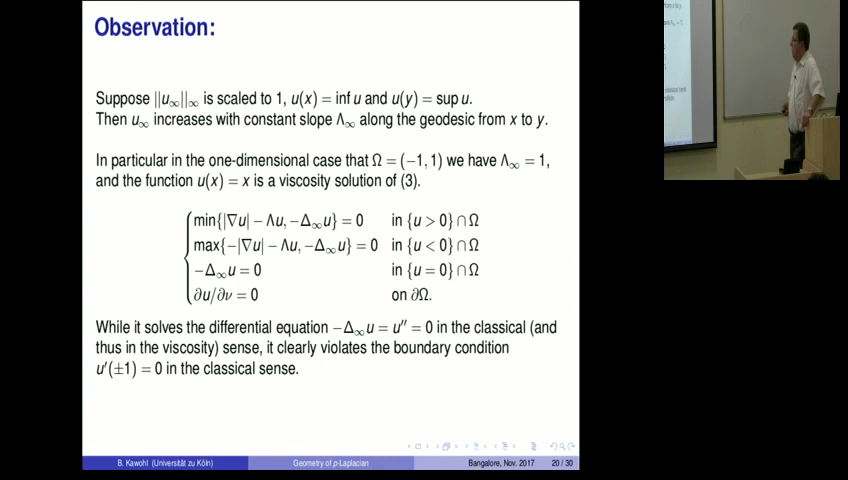 Observation:
Suppose ||u∞||∞ is scaled to 1, u(x) = inf u and u(y) = sup u.
Then u∞ increases with constant slope Λ∞ along the geodesic from x to y.
In particular in the one-dimensional case that Ω = (−1, 1) we have Λ∞ = 1,
and the function u(x) = x is a viscosity solution of (3).
min{|∇u| − Λu, −Δ∞u} = 0 in {u > 0} ∩ Ω
max{−|∇u| − Λu, −Δ∞u} = 0 in {u < 0} ∩ Ω
−Δ∞u = 0 in {u = 0} ∩ Ω
∂u/∂ν = 0 on ∂Ω.
While it solves the differential equation −Δ∞u = u″ = 0 in the classical (and
thus in the viscosity) sense, it clearly violates the boundary condition
u′(±1) = 0 in the classical sense.
B. Kawohl (Universität zu Köln) Geometry of p-Laplacian Bangalore, Nov. 2017 20 / 30